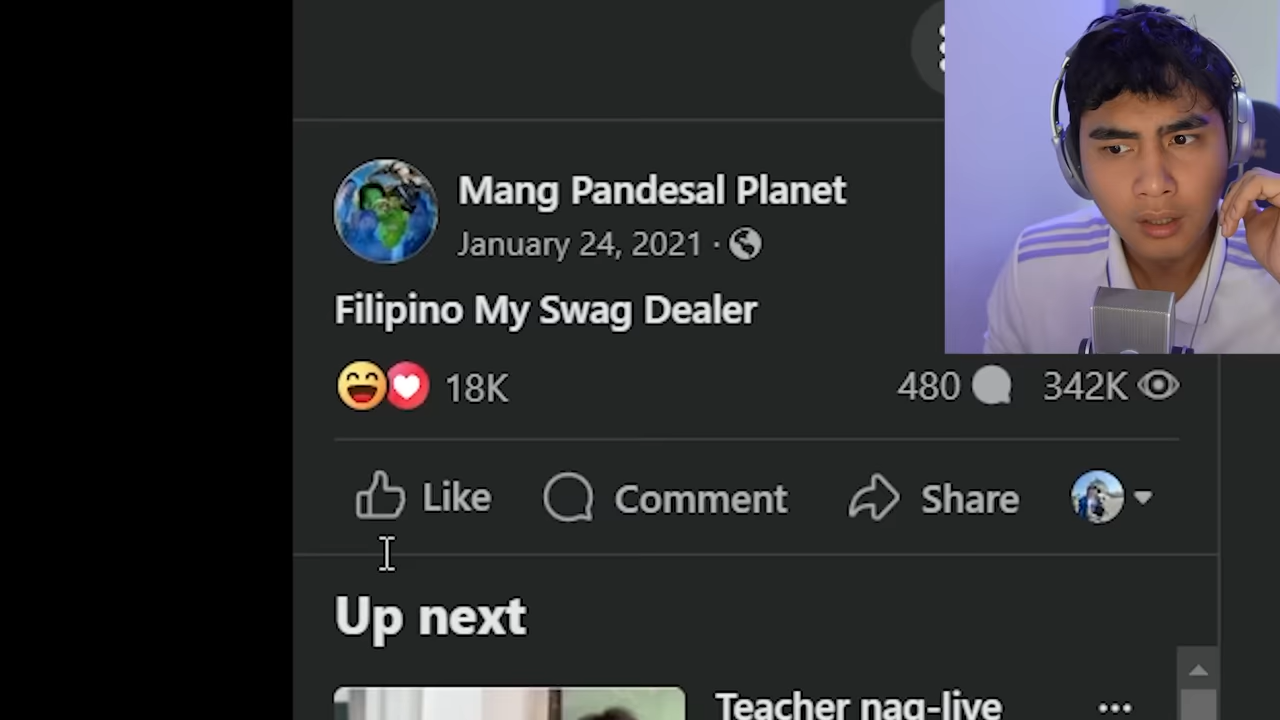 Mang Pandesal Planet
January 24, 2021 ·
Filipino My Swag Dealer
18K 480 342K
Like Comment Share
Up next
Teacher nag-live